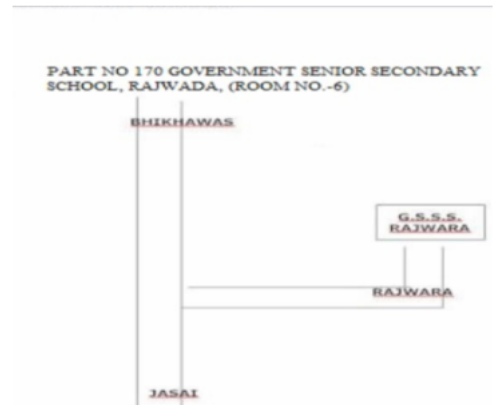 PART NO 170 GOVERNMENT SENIOR SECONDARY
SCHOOL, RAJWADA, (ROOM NO.-6)
BHIKHAWAS
G.S.S.S.
RAJWARA
RAJWARA
JASAI